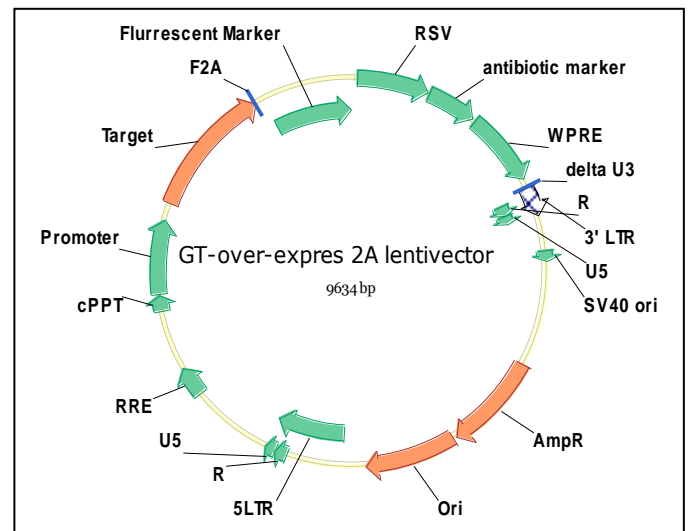 Flurrescent Marker
RSV
F2A
antibiotic marker
Target
WPRE
delta U3
R
3' LTR
Promoter
GT-over-expres 2A lentivector
U5
9634 bp
cPPT
SV40 ori
RRE
U5
AmpR
R
5LTR
Ori